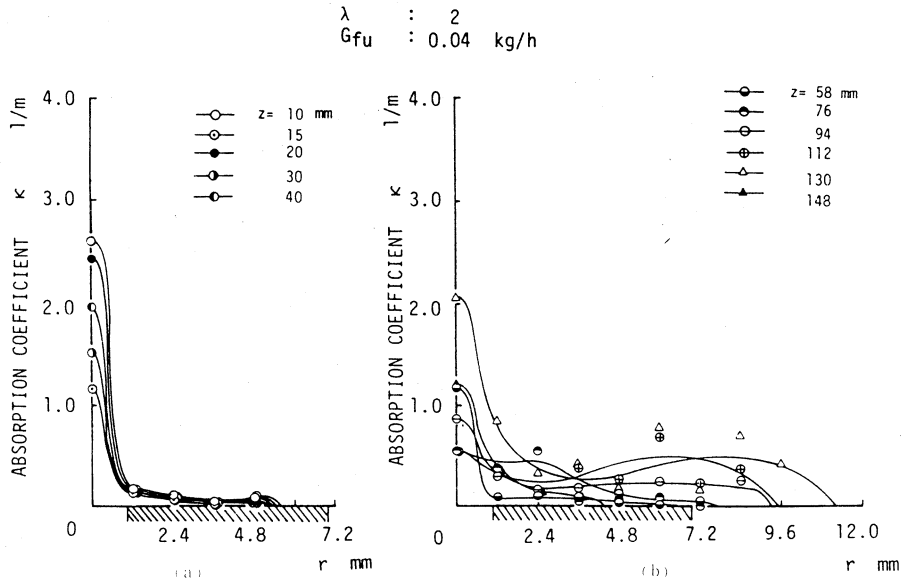 λ : 2
Gfu : 0.04 kg/h
ABSORPTION COEFFICIENT κ 1/m
4.0
3.0
2.0
1.0
0
2.4
4.8
7.2
r mm
(a)
z= 10 mm
15
20
30
40
ABSORPTION COEFFICIENT κ 1/m
4.0
3.0
2.0
1.0
0
2.4
4.8
7.2
9.6
12.0
r mm
(b)
z= 58 mm
76
94
112
130
148